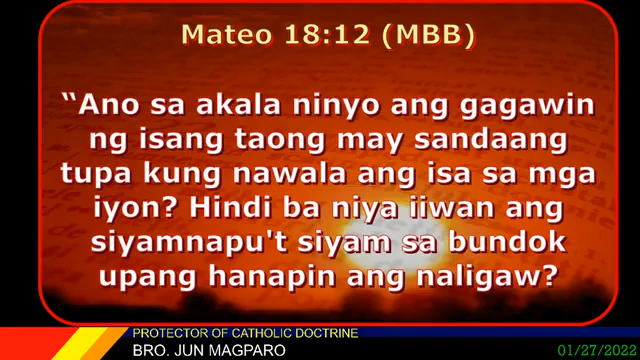 Mateo 18:12 (MBB)
“Ano sa akala ninyo ang gagawin
ng isang taong may sandaang
tupa kung nawala ang isa sa mga
iyon? Hindi ba niya iiwan ang
siyamnapu't siyam sa bundok
upang hanapin ang naligaw?
PROTECTOR OF CATHOLIC DOCTRINE
BRO. JUN MAGPARO
01/27/2022